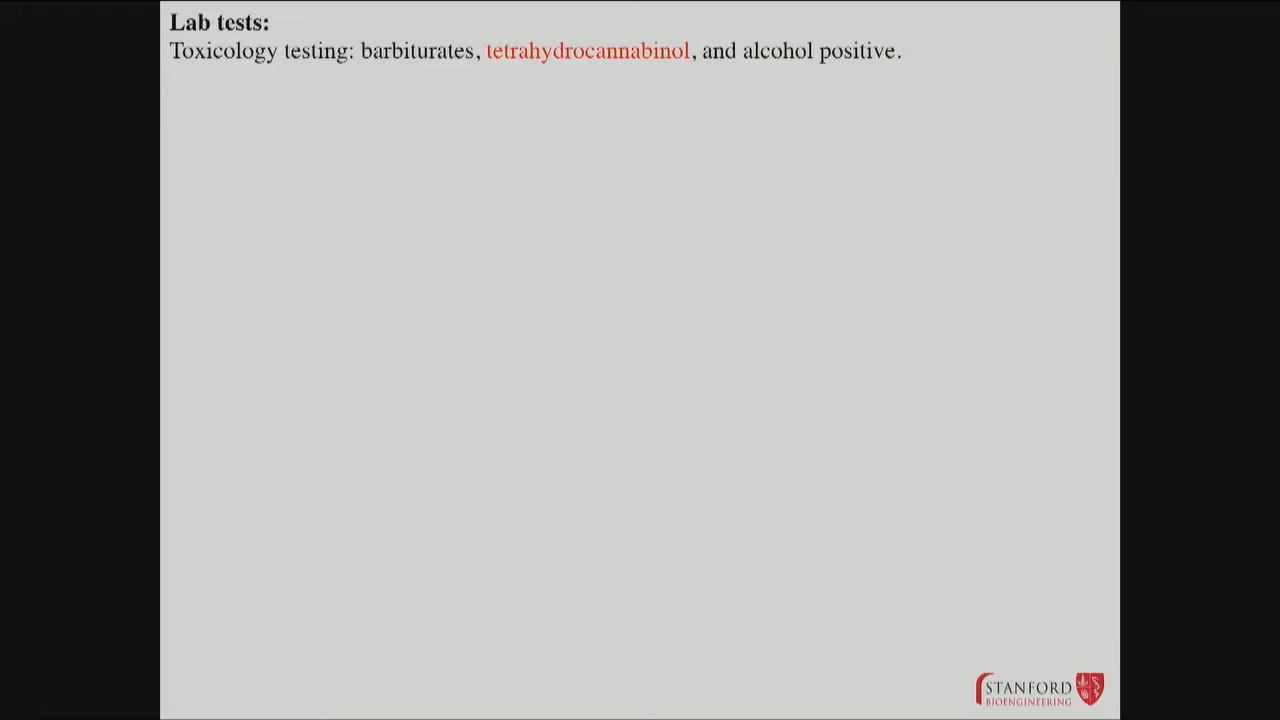 Lab tests:
Toxicology testing: barbiturates, tetrahydrocannabinol, and alcohol positive.
STANFORD
BIOENGINEERING